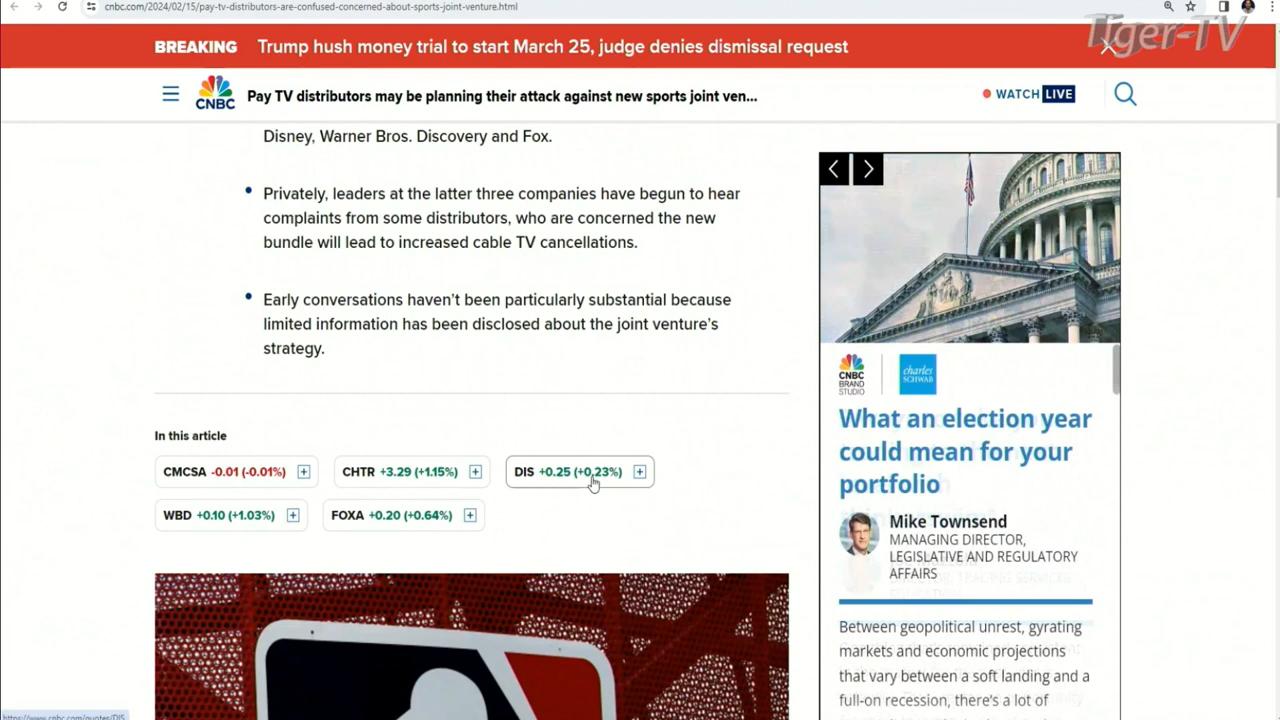 cnbc.com/2024/02/15/pay-tv-distributors-are-confused-concerned-about-sports-joint-venture.html
Tiger-TV
BREAKING Trump hush money trial to start March 25, judge denies dismissal request
CNBC Pay TV distributors may be planning their attack against new sports joint ven...
WATCH LIVE
Disney, Warner Bros. Discovery and Fox.
Privately, leaders at the latter three companies have begun to hear
complaints from some distributors, who are concerned the new
bundle will lead to increased cable TV cancellations.
Early conversations haven't been particularly substantial because
limited information has been disclosed about the joint venture's
strategy.
In this article
CMCSA -0.01 (-0.01%)
CHTR +3.29 (+1.15%)
DIS +0.25 (+0.23%)
WBD +0.10 (+1.03%)
FOXA +0.20 (+0.64%)
CNBC
BRAND
STUDIO
charles
SCHWAB
What an election year
could mean for your
portfolio
Mike Townsend
MANAGING DIRECTOR,
LEGISLATIVE AND REGULATORY
AFFAIRS
Between geopolitical unrest, gyrating
markets and economic projections
that vary between a soft landing and a
full-on recession, there's a lot of
https://www.cnbc.com/quotes/DIS